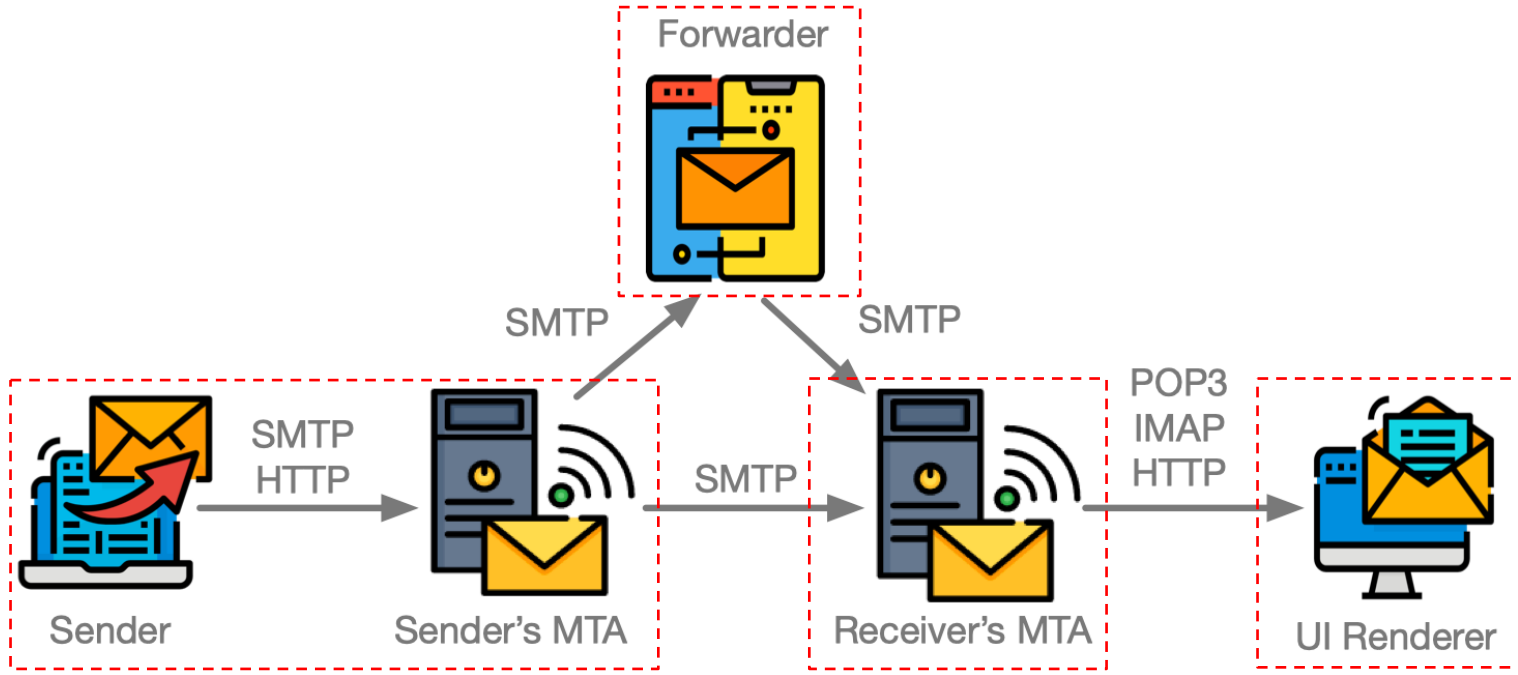 Forwarder
SMTP
SMTP
SMTP
HTTP
SMTP
POP3
IMAP
HTTP
Sender
Sender's MTA
Receiver's MTA
UI Renderer